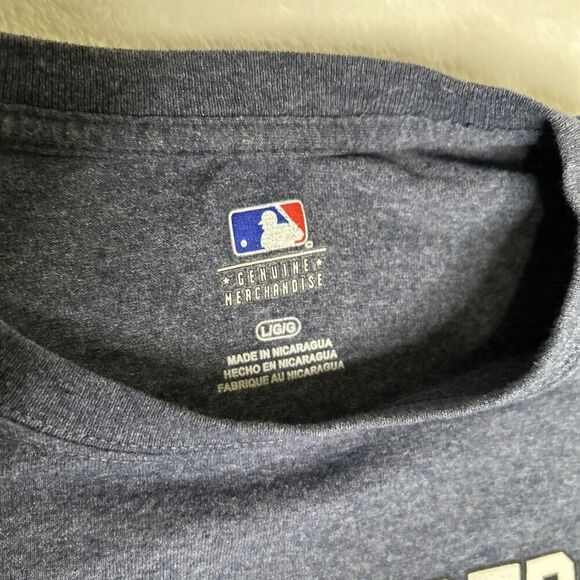 GENUINE
MERCHANDISE
L/G/G
MADE IN NICARAGUA
HECHO EN NICARAGUA
FABRIQUE AU NICARAGUA